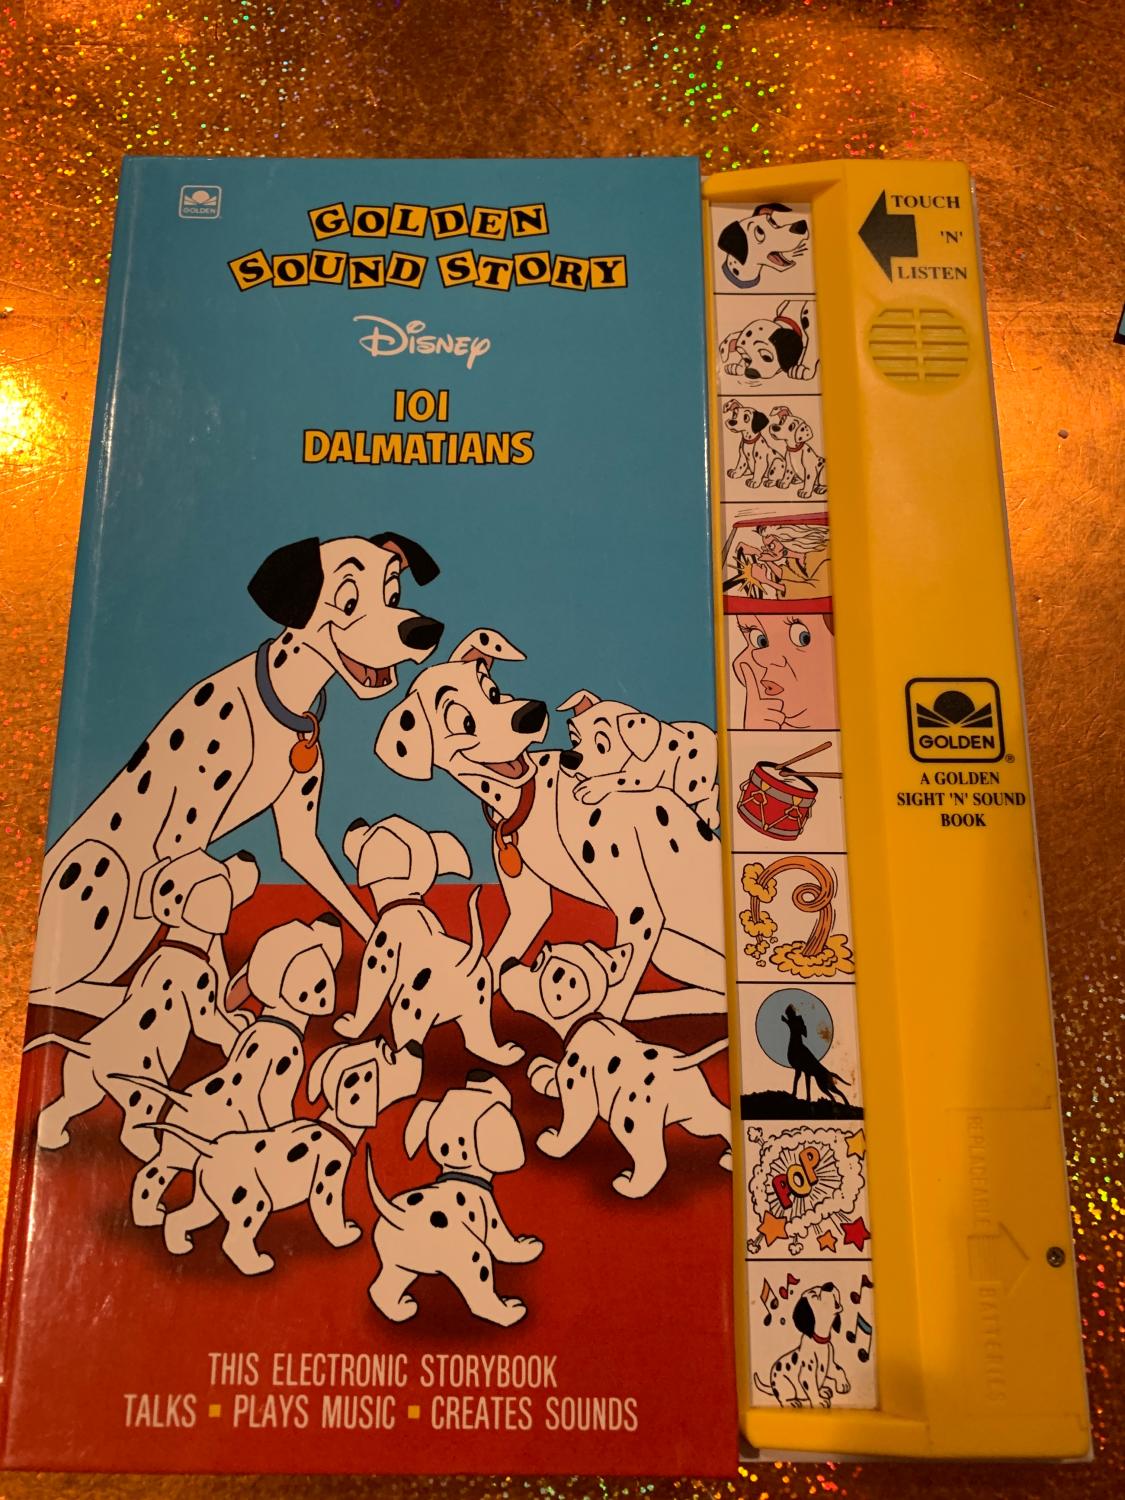 GOLDEN
GOLDEN
SOUND STORY
Disney
101
DALMATIANS
THIS ELECTRONIC STORYBOOK
TALKS ▪ PLAYS MUSIC ▪ CREATES SOUNDS
TOUCH
'N'
LISTEN
GOLDEN®
A GOLDEN
SIGHT 'N' SOUND
BOOK
POP
REPLACEABLE
BATTERIES